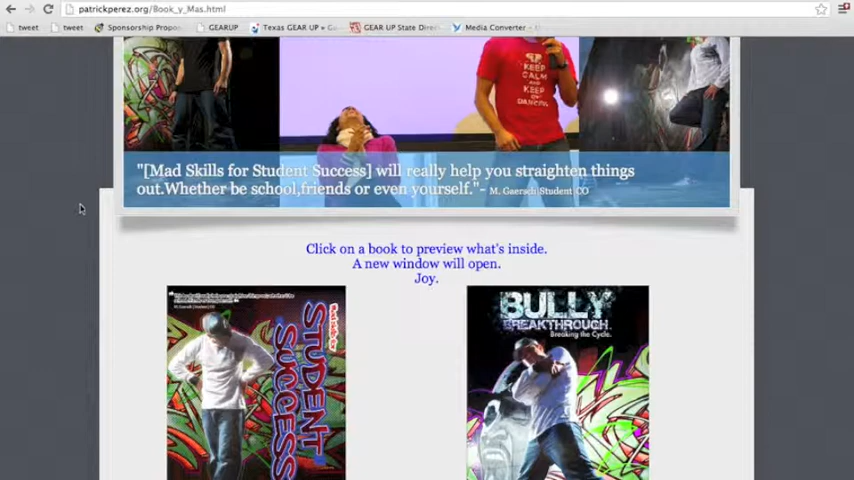 patrickperez.org/Book_y_Mas.html
tweet tweet Sponsorship Propos GEARUP Texas GEAR UP « G GEAR UP State Direc Media Converter -
KEEP
CALM
AND
KEEP
ON
DANCING
"[Mad Skills for Student Success] will really help you straighten things
out.Whether be school,friends or even yourself."- M. Gaersch|Student|CO
Click on a book to preview what's inside.
A new window will open.
Joy.
STUDENT
SUCCESS
BULLY
BREAKTHROUGH.
Breaking the Cycle.